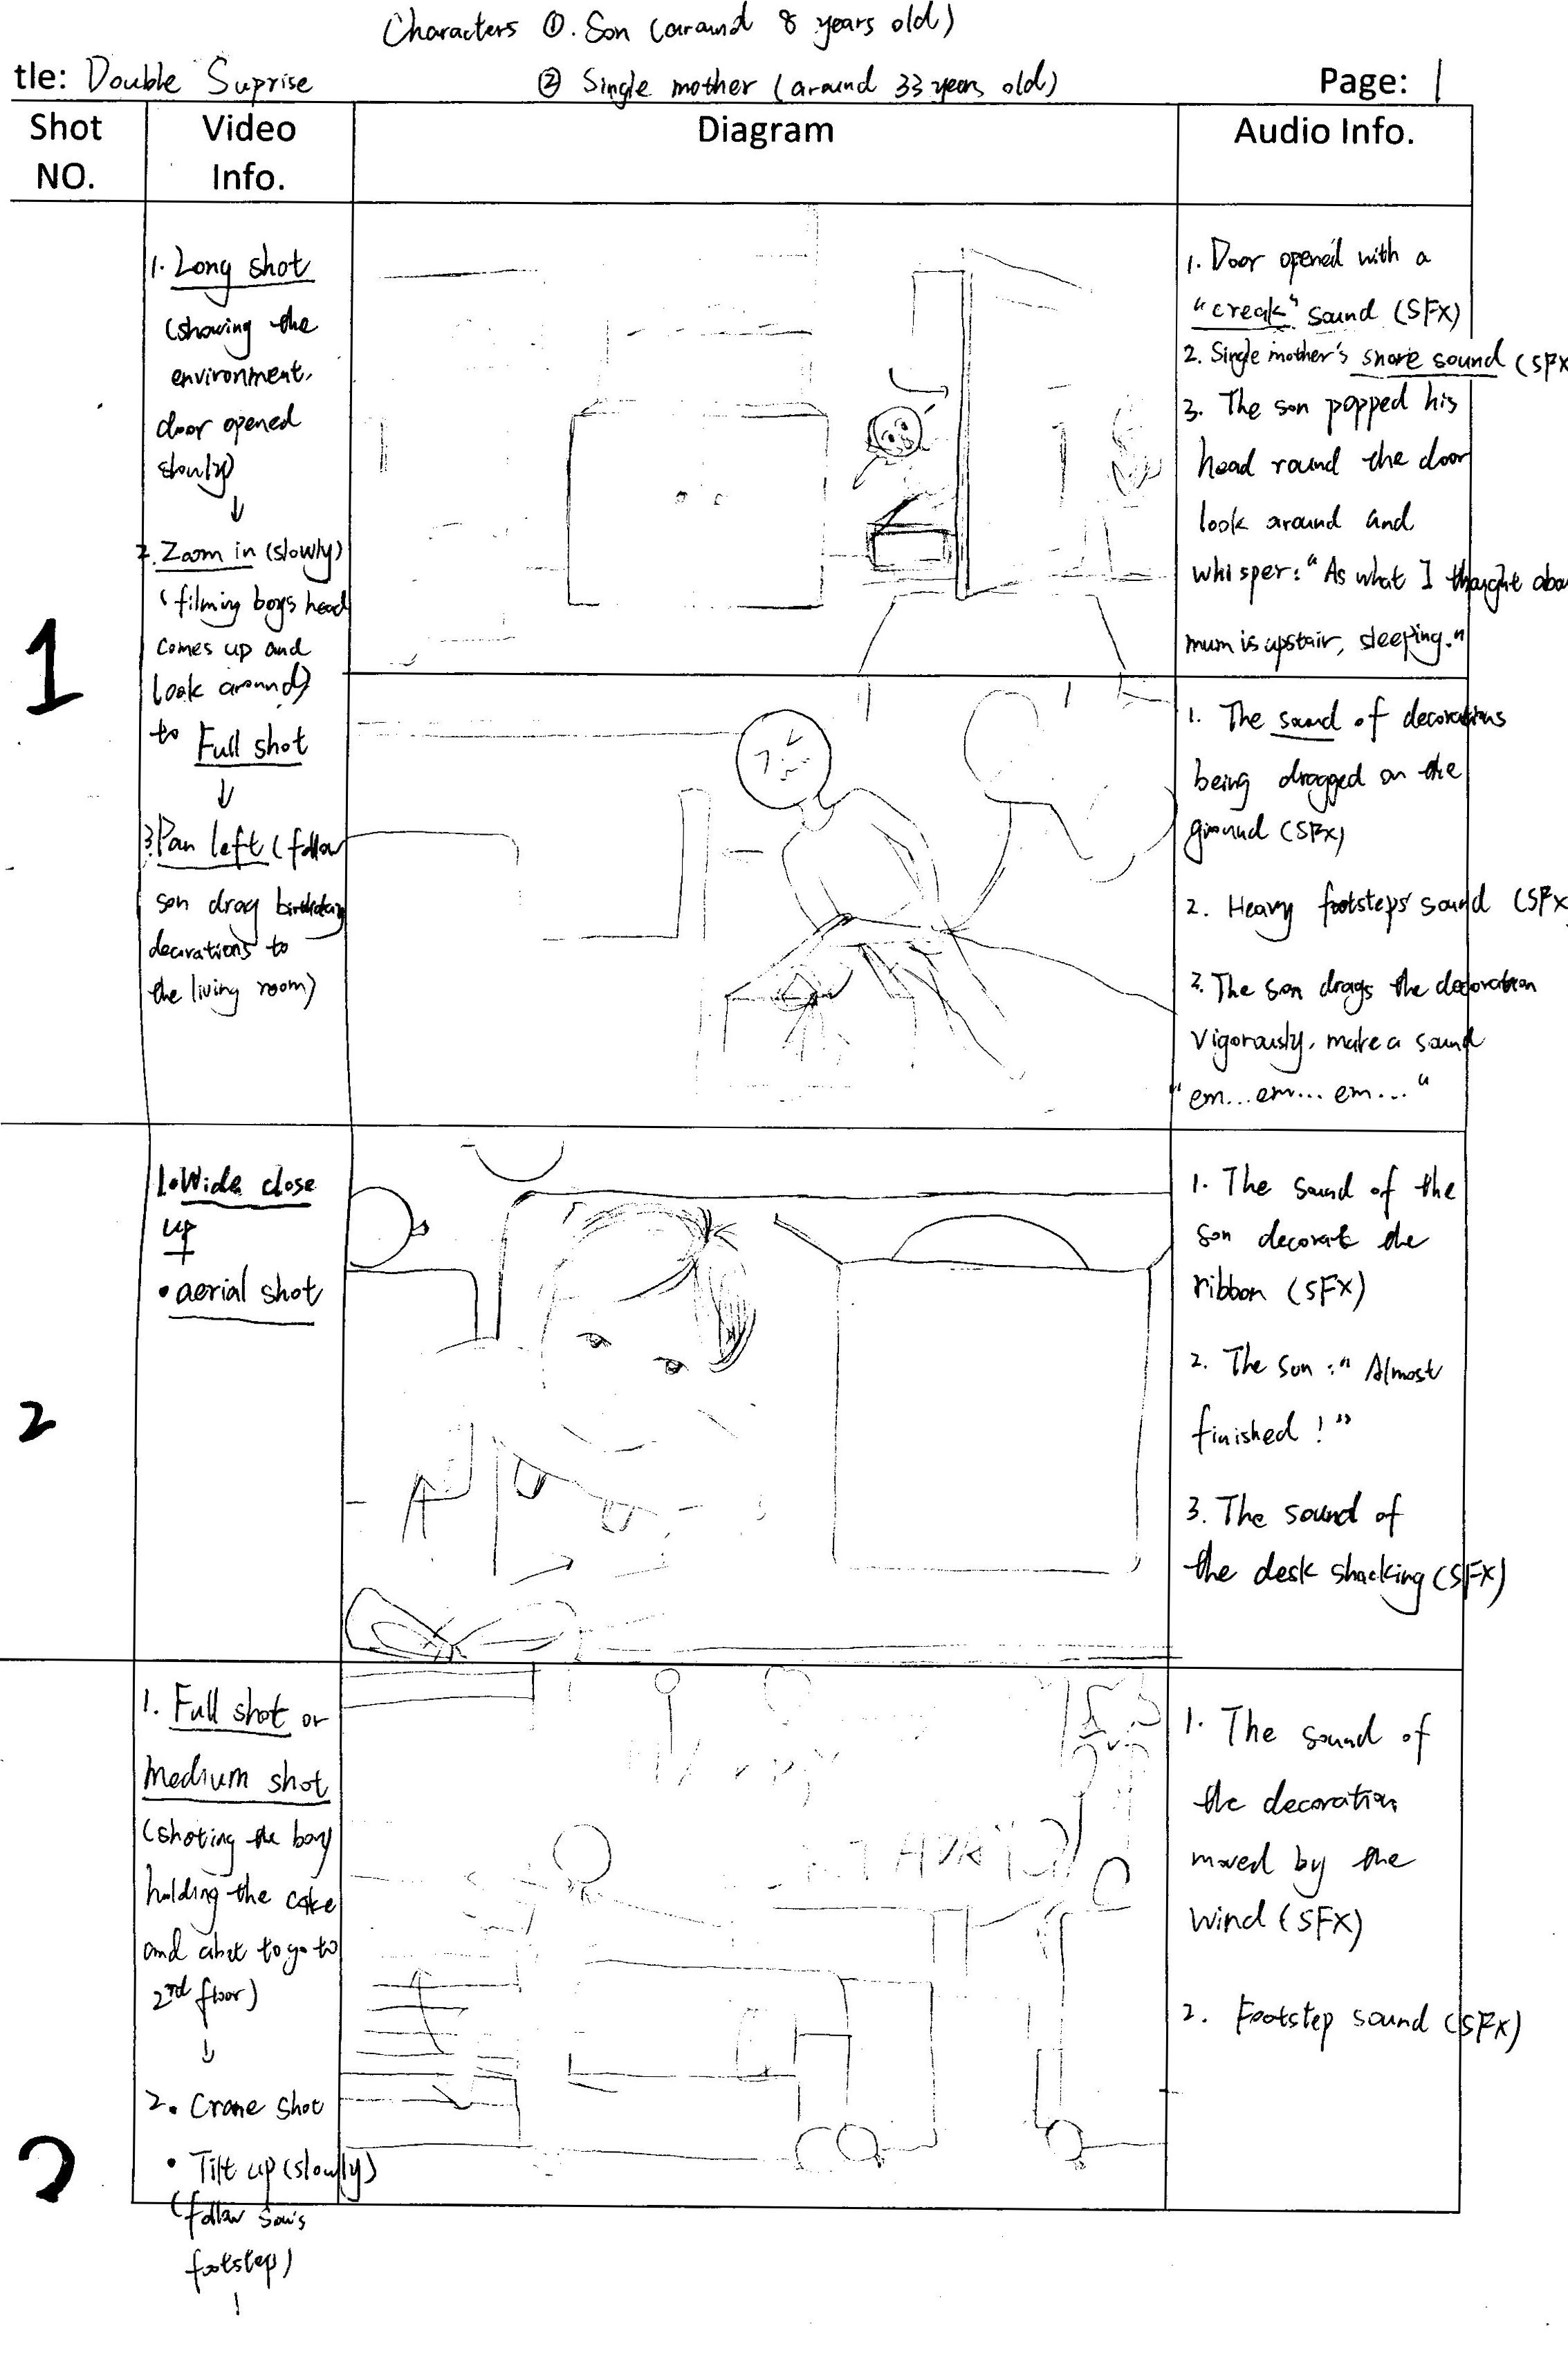 Characters ①. Son (around 8 years old)
tle: Double Suprise
② Single mother (around 33 years old)
Page: 1
Shot NO.
Video Info.
Diagram
Audio Info.
1
1. Long shot
(showing the
environment,
door opened
slowly)
↓
2. Zoom in (slowly)
(filming boys head
comes up and
look around)
to Full shot
↓
3. Pan left (follow
son drag birthday
decorations to
the living room)
1. Door opened with a
"creak" sound (SFX)
2. Single mother's snore sound (SFX
3. The son popped his
head round the door
look around and
whisper: "As what I thought abou
mum is upstair, sleeping."
1. The sound of decorations
being dragged on the
ground (SFX)
2. Heavy footsteps sound (SFX
3. The son drags the decoration
vigorously, make a sound
"em...em...em..."
2
1. Wide close
up
+
• aerial shot
1. The sound of the
son decorate the
ribbon (SFX)
2. The son: "Almost
finished!"
3. The sound of
the desk shacking (SFX)
1. Full shot or
medium shot
(shoting the boy
holding the cake
and abot to go to
2nd floor)
↓
2. Crane shot
• Tilt up (slowly)
(follow son's
footstep)
1. The sound of
the decoration
moved by the
wind (SFX)
2. Footstep sound (SFX)